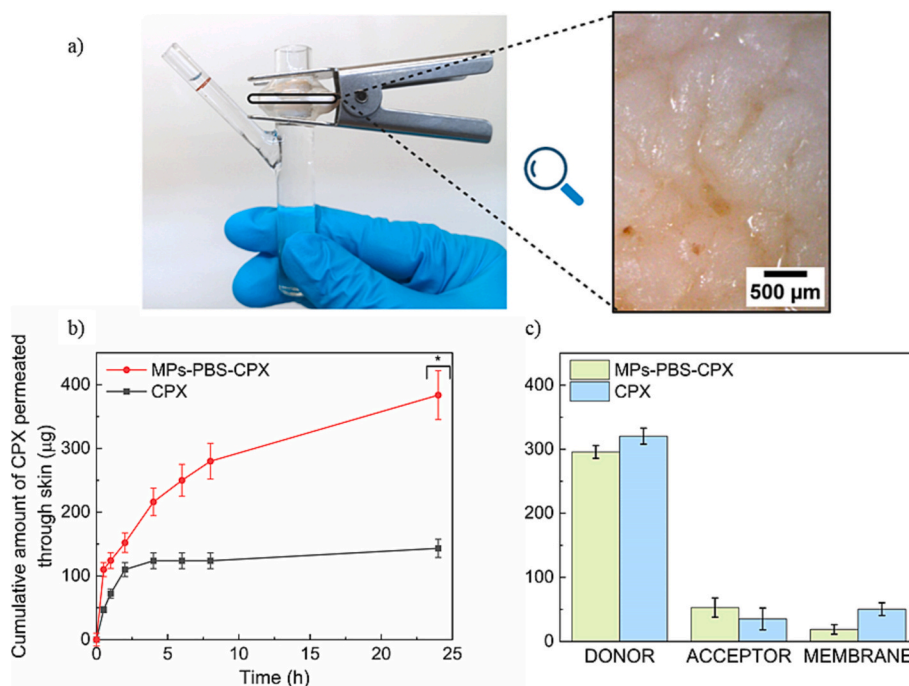 a)
500 µm
b)
Cumulative amount of CPX permeated
through skin (µg)
400
300
200
100
0
MPs-PBS-CPX
CPX
*
0
5
10
15
20
25
Time (h)
c)
400
300
200
100
0
MPs-PBS-CPX
CPX
DONOR
ACCEPTOR
MEMBRANE